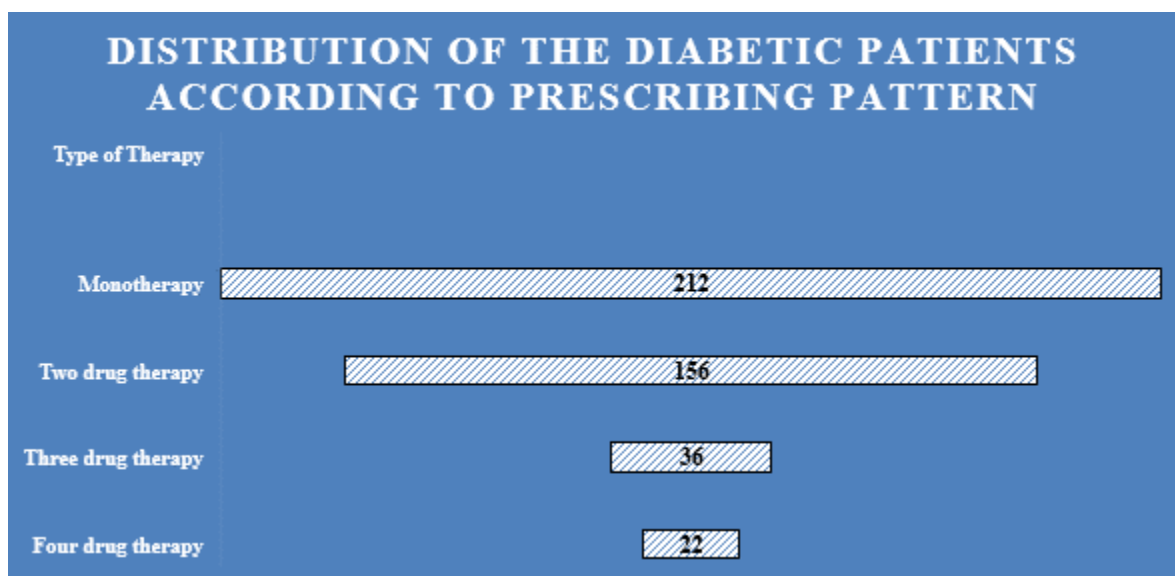 DISTRIBUTION OF THE DIABETIC PATIENTS
ACCORDING TO PRESCRIBING PATTERN
Type of Therapy
Monotherapy 212
Two drug therapy 156
Three drug therapy 36
Four drug therapy 22